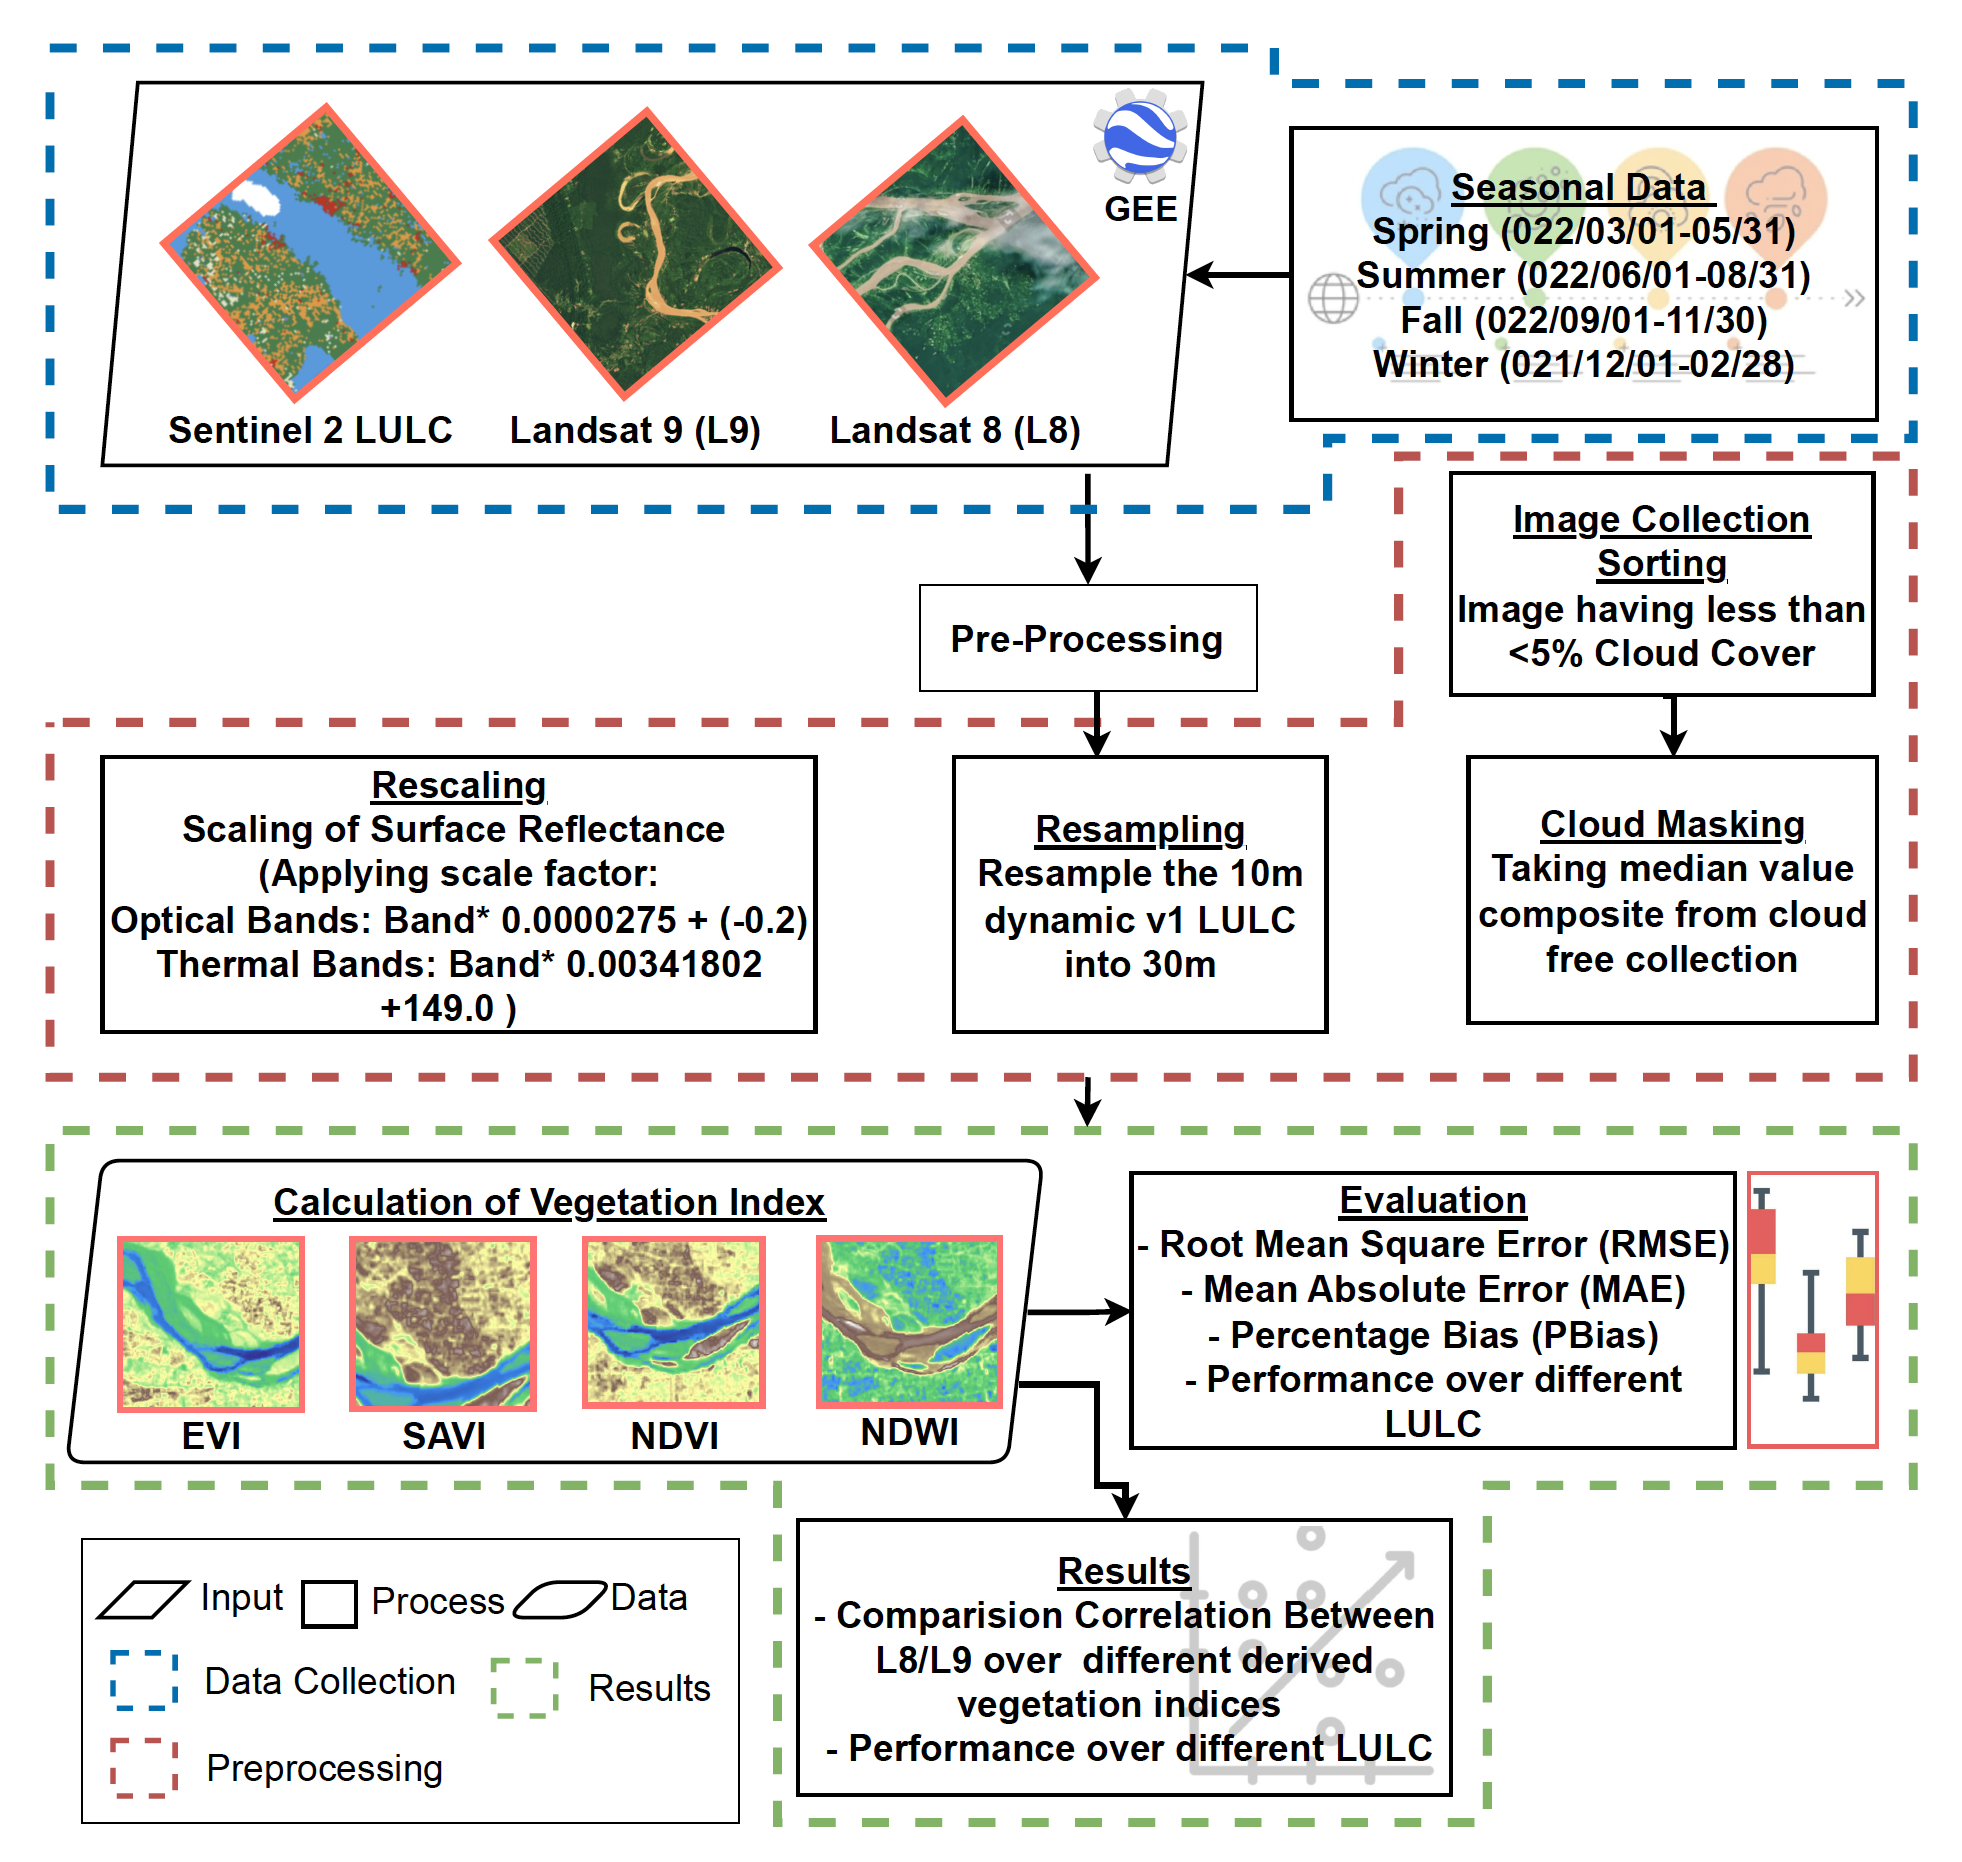 GEE
Sentinel 2 LULC
Landsat 9 (L9)
Landsat 8 (L8)
Seasonal Data
Spring (022/03/01-05/31)
Summer (022/06/01-08/31)
Fall (022/09/01-11/30)
Winter (021/12/01-02/28)
Pre-Processing
Image Collection
Sorting
Image having less than
<5% Cloud Cover
Rescaling
Scaling of Surface Reflectance
(Applying scale factor:
Optical Bands: Band* 0.0000275 + (-0.2)
Thermal Bands: Band* 0.00341802
+149.0 )
Resampling
Resample the 10m
dynamic v1 LULC
into 30m
Cloud Masking
Taking median value
composite from cloud
free collection
Calculation of Vegetation Index
EVI
SAVI
NDVI
NDWI
Evaluation
- Root Mean Square Error (RMSE)
- Mean Absolute Error (MAE)
- Percentage Bias (PBias)
- Performance over different
LULC
Results
- Comparision Correlation Between
L8/L9 over  different derived
vegetation indices
- Performance over different LULC
Input
Process
Data
Data Collection
Results
Preprocessing